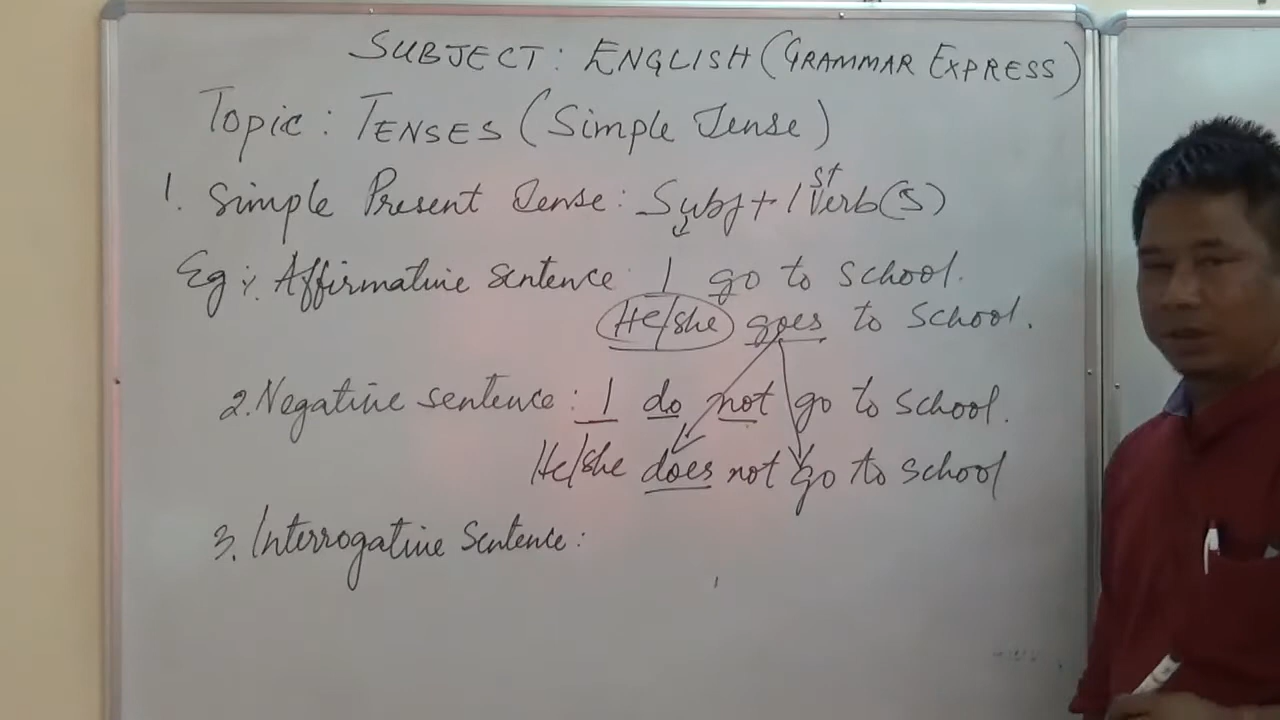 SUBJECT: ENGLISH (GRAMMAR EXPRESS)
Topic: TENSES (Simple Tense)
1. Simple Present Tense: Subj + 1st Verb(s)
Eg:. Affirmative sentence: I go to school.
He/she goes to school.
2. Negative sentence: I do not go to school.
He/she does not go to school
3. Interrogative Sentence: